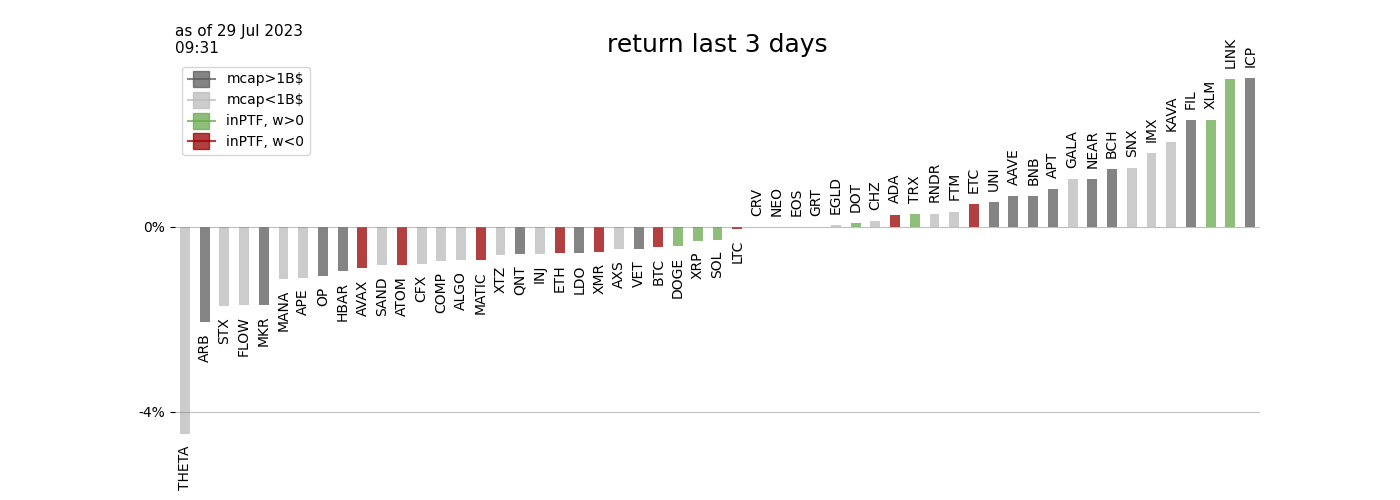 as of 29 Jul 2023
09:31
return last 3 days
mcap>1B$
mcap<1B$
inPTF, w>0
inPTF, w<0
0%
-4%
THETA
ARB
STX
FLOW
MKR
MANA
APE
OP
HBAR
AVAX
SAND
ATOM
CFX
COMP
ALGO
MATIC
XTZ
QNT
INJ
ETH
LDO
XMR
AXS
VET
BTC
DOGE
XRP
SOL
LTC
CRV
NEO
EOS
GRT
EGLD
DOT
CHZ
ADA
TRX
RNDR
FTM
ETC
UNI
AAVE
BNB
APT
GALA
NEAR
BCH
SNX
IMX
KAVA
FIL
XLM
LINK
ICP